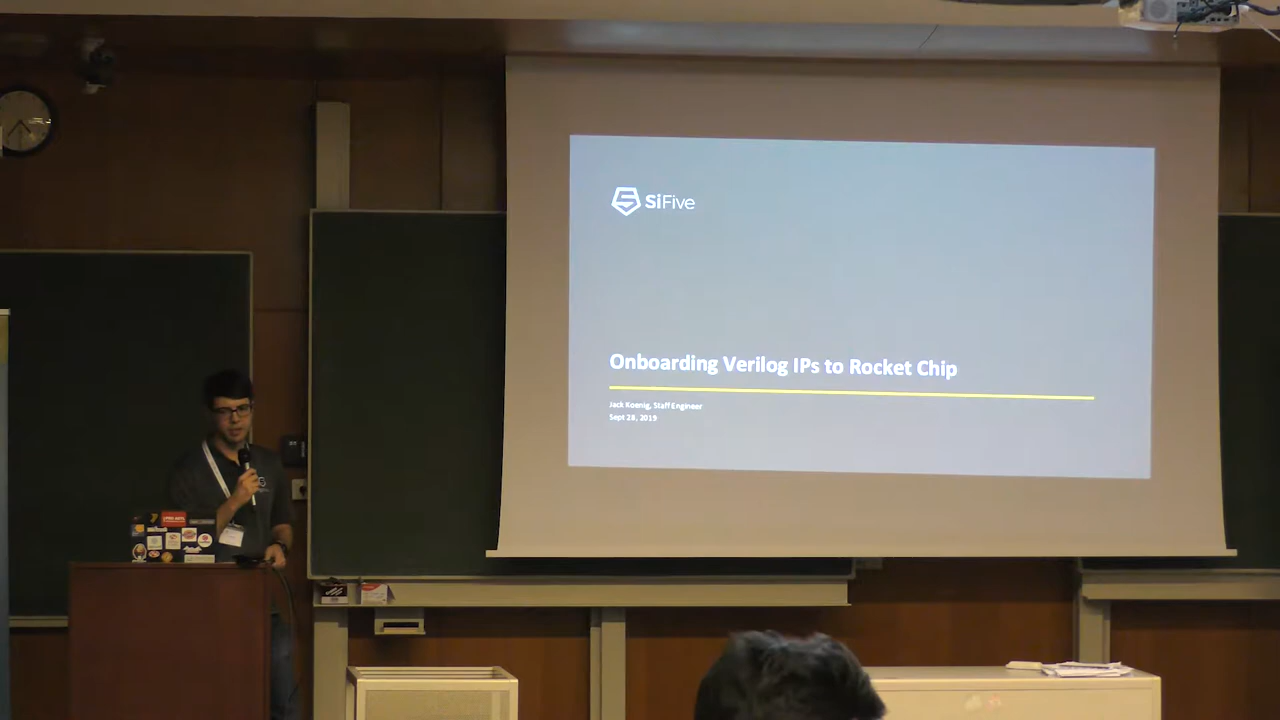 SiFive
Onboarding Verilog IPs to Rocket Chip
Jack Koenig, Staff Engineer
Sept 28, 2019